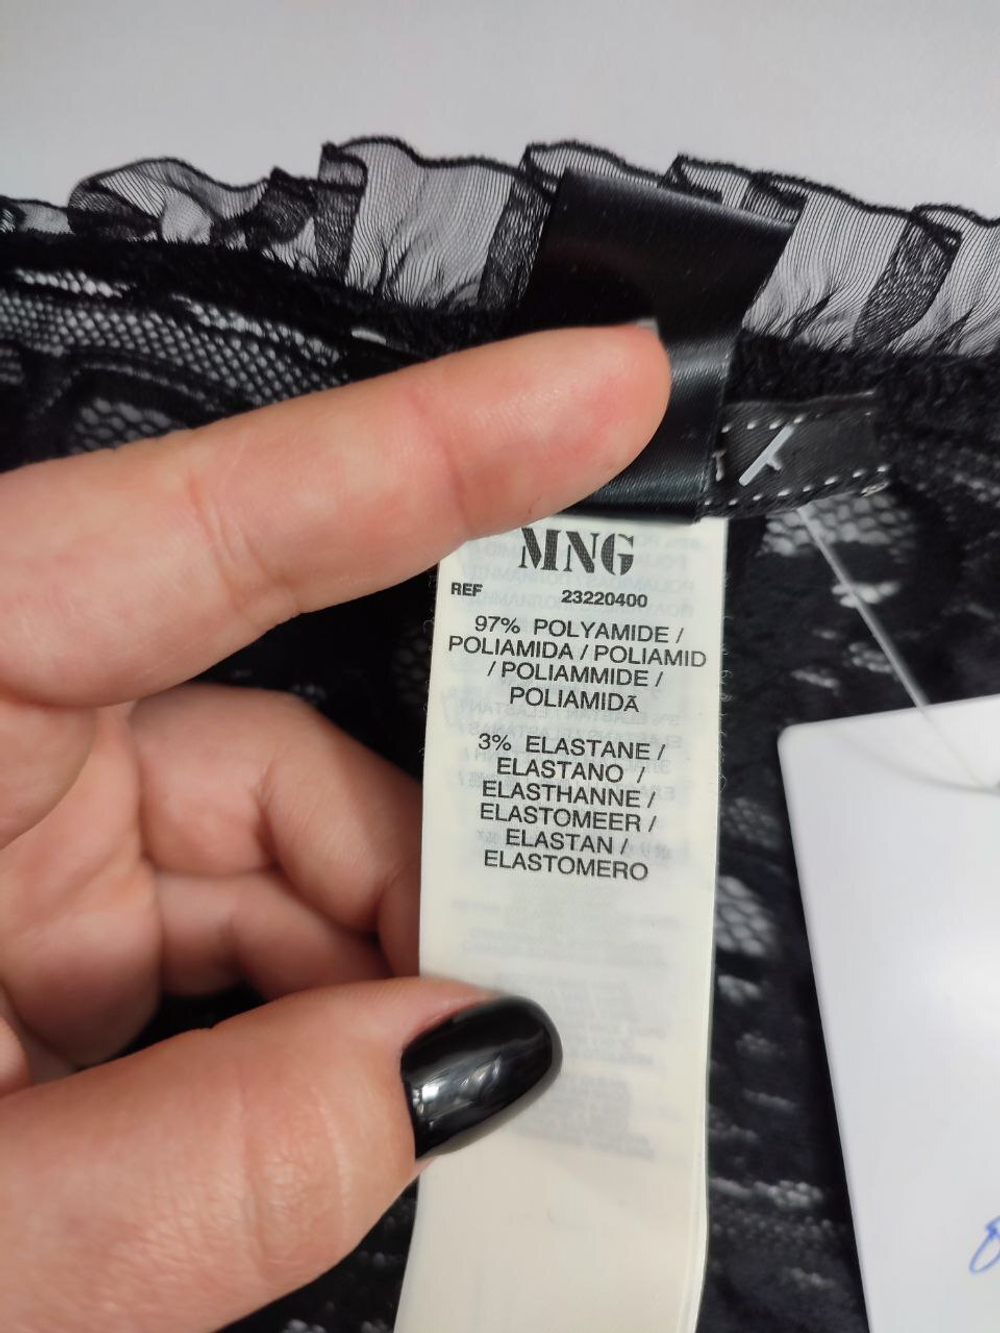 MNG
REF 23220400
97% POLYAMIDE /
POLIAMIDA / POLIAMID
/ POLIAMMIDE /
POLIAMIDĂ
3% ELASTANE /
ELASTANO /
ELASTHANNE /
ELASTOMEER /
ELASTAN /
ELASTOMERO